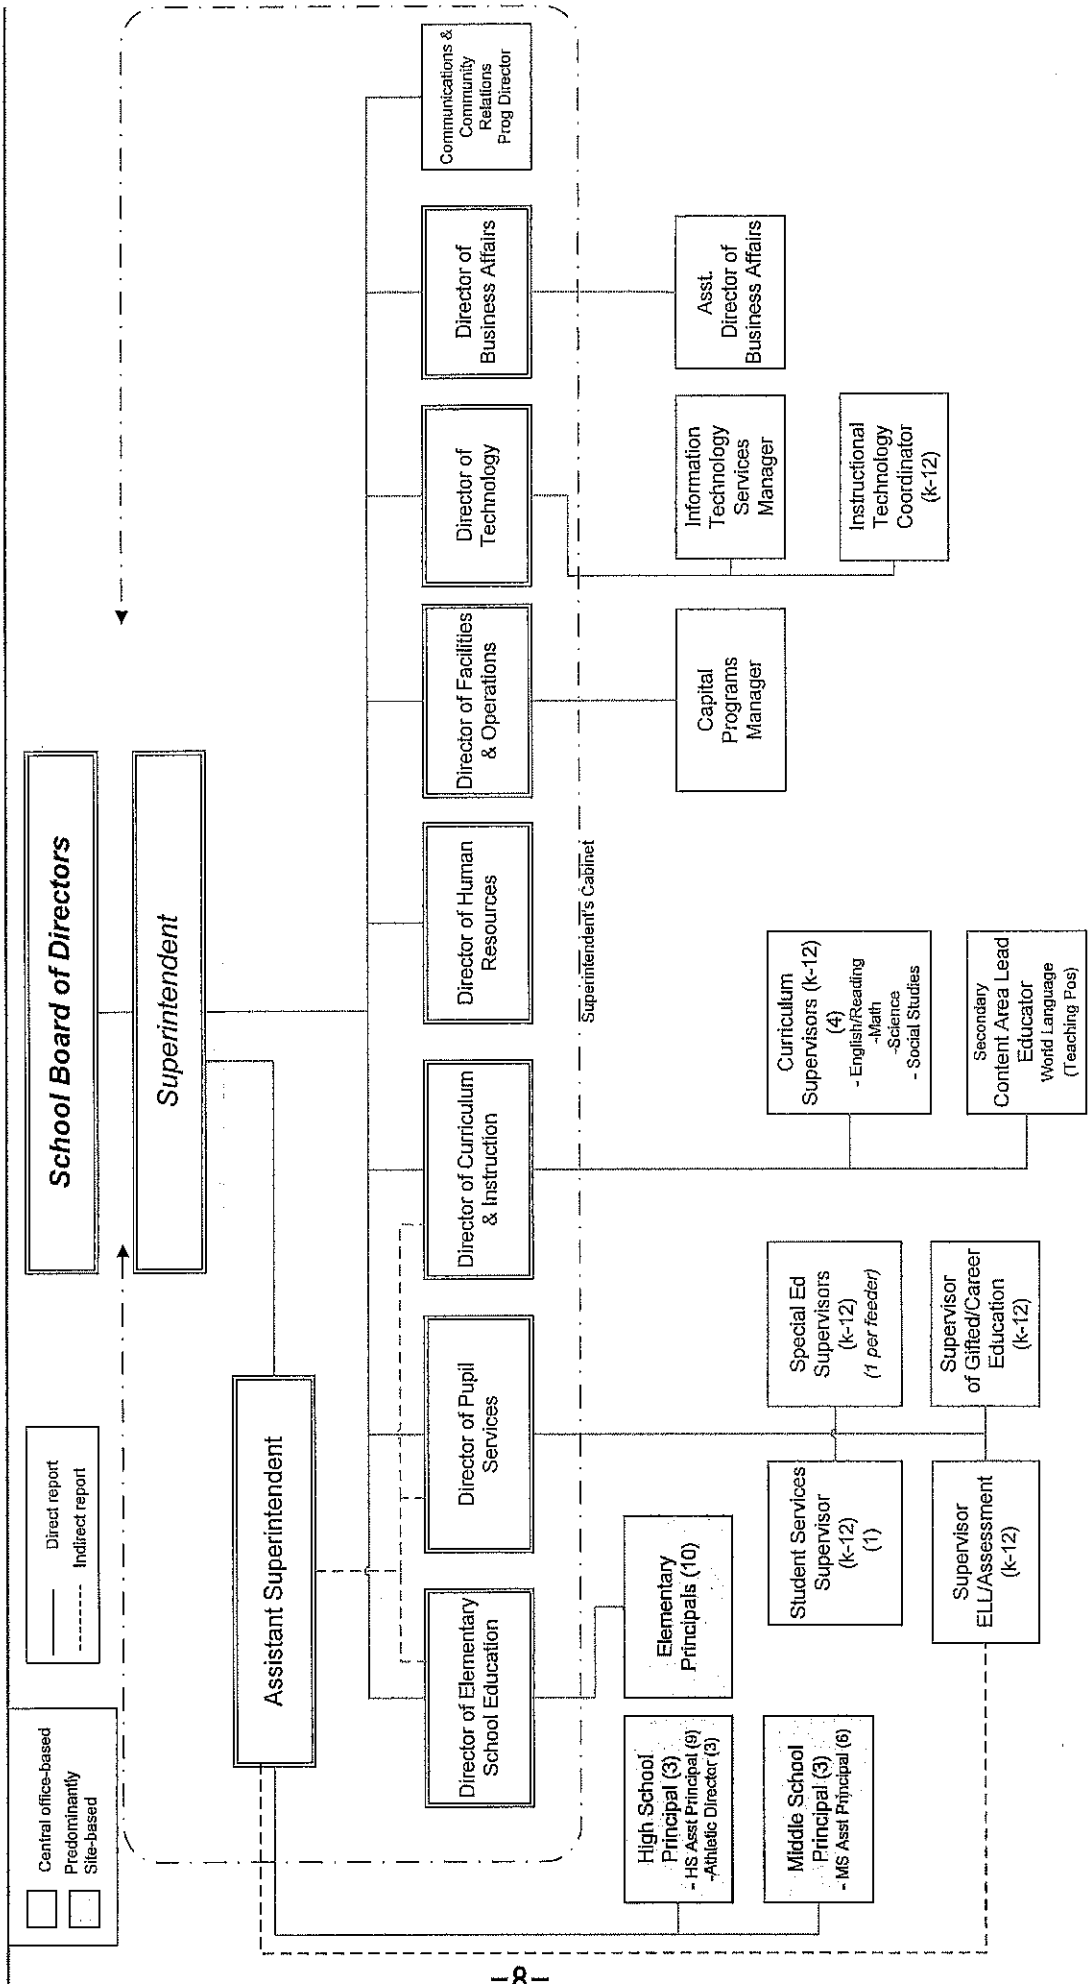 Central office-based
Predominantly
Site-based
Direct report
Indirect report
School Board of Directors
Superintendent
Assistant Superintendent
Director of Elementary
School Education
Director of Pupil
Services
Director of Curriculum
& Instruction
Director of Human
Resources
Director of Facilities
& Operations
Director of
Technology
Director of
Business Affairs
Communications &
Community
Relations
Prog Director
Superintendent's Cabinet
High School
Principal (3)
- HS Asst Principal (9)
-Athletic Director (3)
Middle School
Principal (3)
- MS Asst Principal (6)
Elementary
Principals (10)
Student Services
Supervisor
(k-12)
(1)
Supervisor
ELL/Assessment
(k-12)
Special Ed
Supervisors
(k-12)
(1 per feeder)
Supervisor
of Gifted/Career
Education
(k-12)
Curriculum
Supervisors (k-12)
(4)
- English/Reading
-Math
-Science
- Social Studies
Secondary
Content Area Lead
Educator
World Language
(Teaching Pos)
Capital
Programs
Manager
Information
Technology
Services
Manager
Instructional
Technology
Coordinator
(k-12)
Asst.
Director of
Business Affairs
-8-